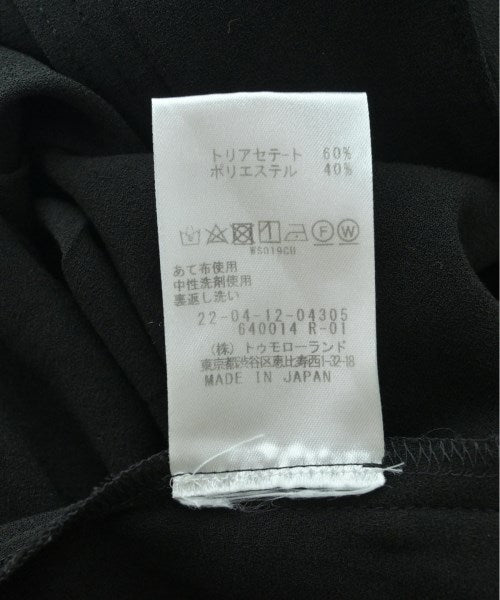 トリアセテート 60%
ポリエステル 40%
F W
WS019CU
あて布使用
中性洗剤使用
裏返し洗い
22-04-12-04305
640014 R-01
(株) トゥモローランド
東京都渋谷区恵比寿西1-32-18
MADE IN JAPAN